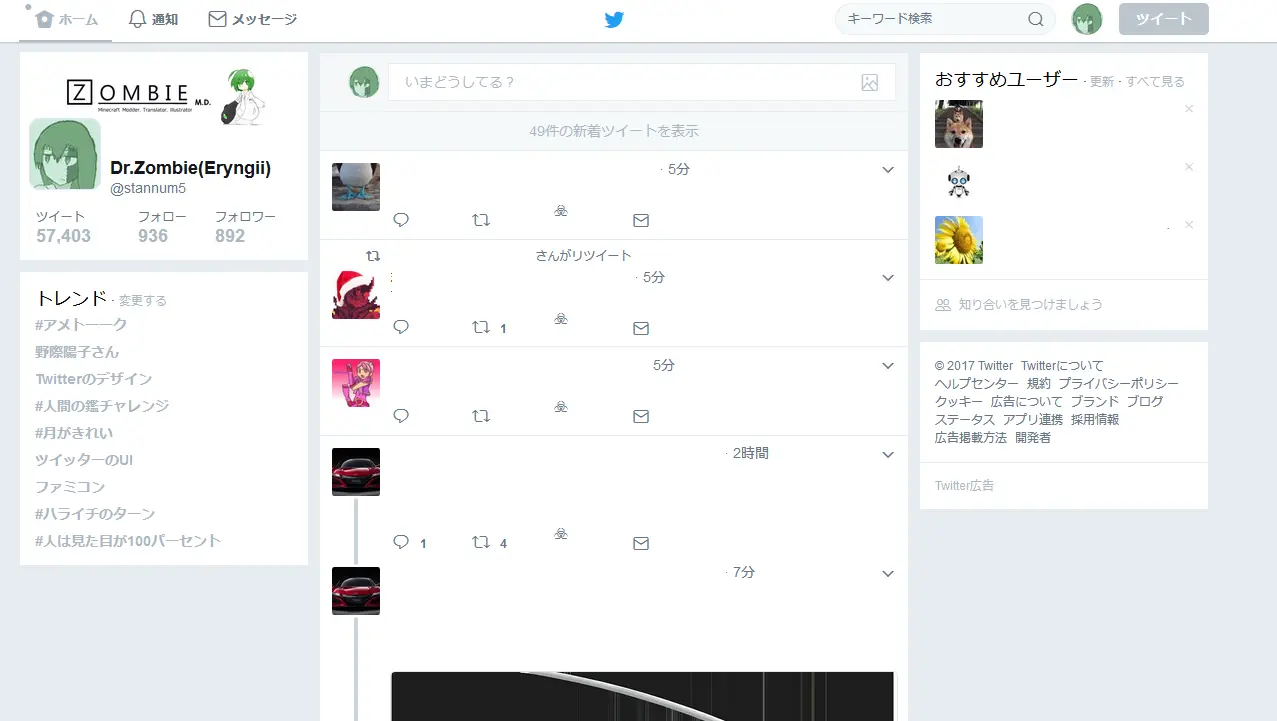 ホーム 通知 メッセージ キーワード検索 ツイート
ZOMBIE M.D.
Minecraft Modder, Translator, Illustrator
Dr.Zombie(Eryngii)
@stannum5
ツイート フォロー フォロワー
57,403 936 892
トレンド · 変更する
#アメトーーク
野際陽子さん
Twitterのデザイン
#人間の鑑チャレンジ
#月がきれい
ツイッターのUI
ファミコン
#ハライチのターン
#人は見た目が100パーセント
いまどうしてる？
49件の新着ツイートを表示
· 5分
さんがリツイート
· 5分
1
5分
· 2時間
1 4
· 7分
おすすめユーザー · 更新 · すべて見る
知り合いを見つけましょう
© 2017 Twitter Twitterについて
ヘルプセンター 規約 プライバシーポリシー
クッキー 広告について ブランド ブログ
ステータス アプリ連携 採用情報
広告掲載方法 開発者
Twitter広告